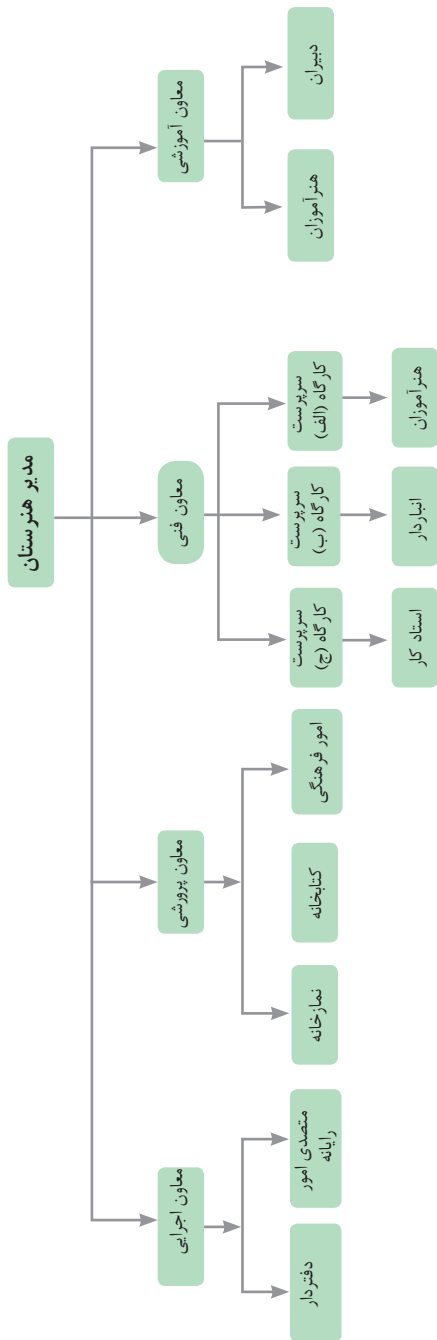 مدیر هنرستان
معاون آموزشی
معاون فنی
معاون پرورشی
معاون اجرایی
دبیران
هنرآموزان
سرپرست
کارگاه (الف)
سرپرست
کارگاه (ب)
سرپرست
کارگاه (ج)
امور فرهنگی
کتابخانه
نمازخانه
متصدی امور
رایانه
دفتردار
هنرآموزان
انباردار
استاد کار